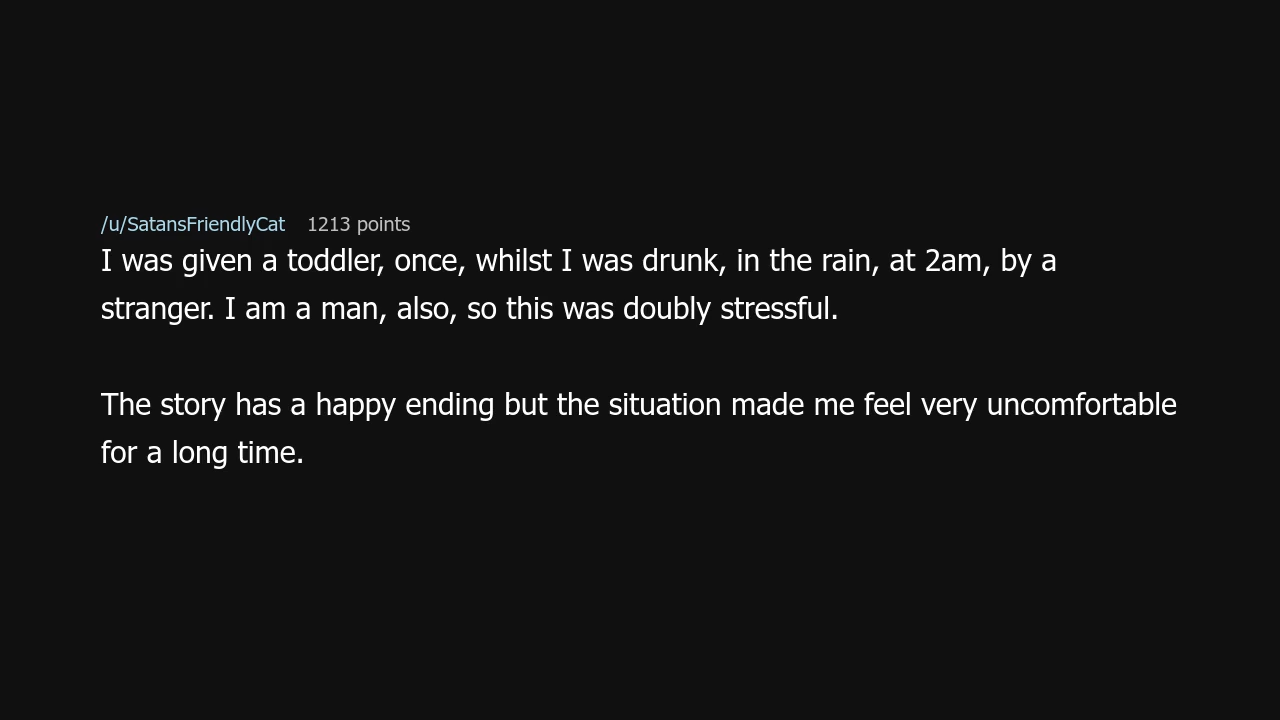 /u/SatansFriendlyCat 1213 points
I was given a toddler, once, whilst I was drunk, in the rain, at 2am, by a
stranger. I am a man, also, so this was doubly stressful.
The story has a happy ending but the situation made me feel very uncomfortable
for a long time.